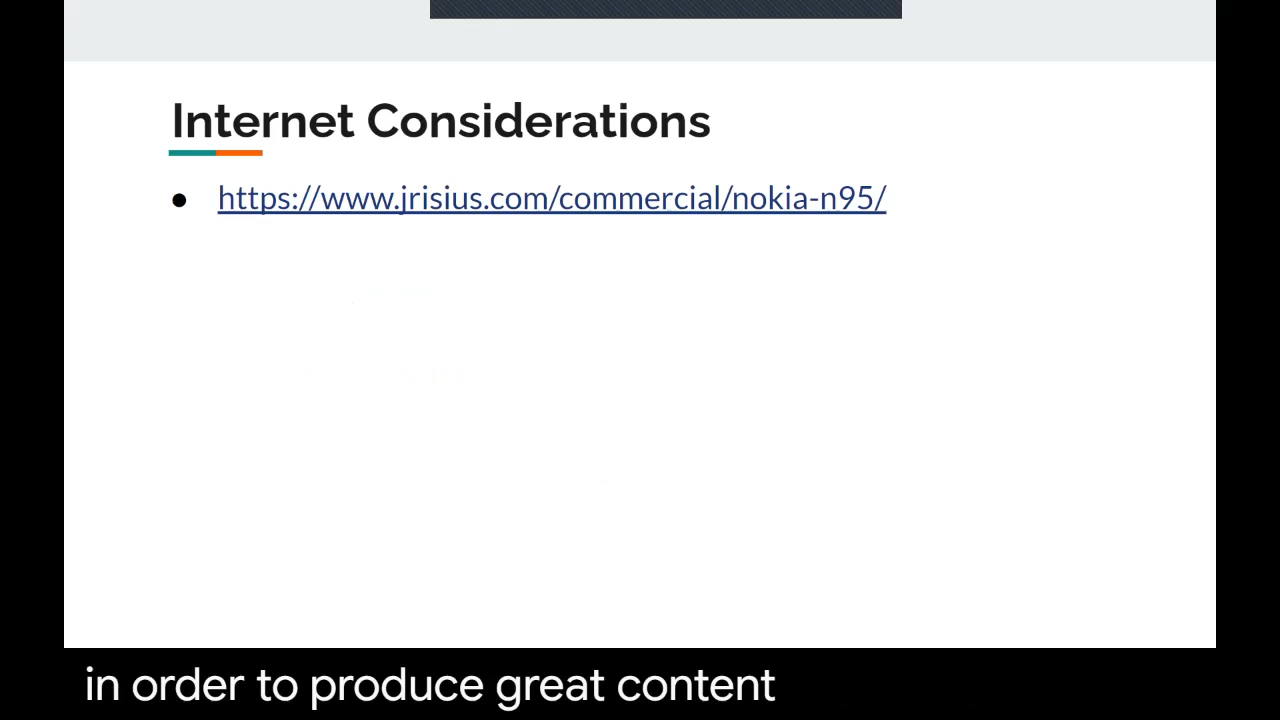 Internet Considerations
● https://www.jrisius.com/commercial/nokia-n95/
in order to produce great content